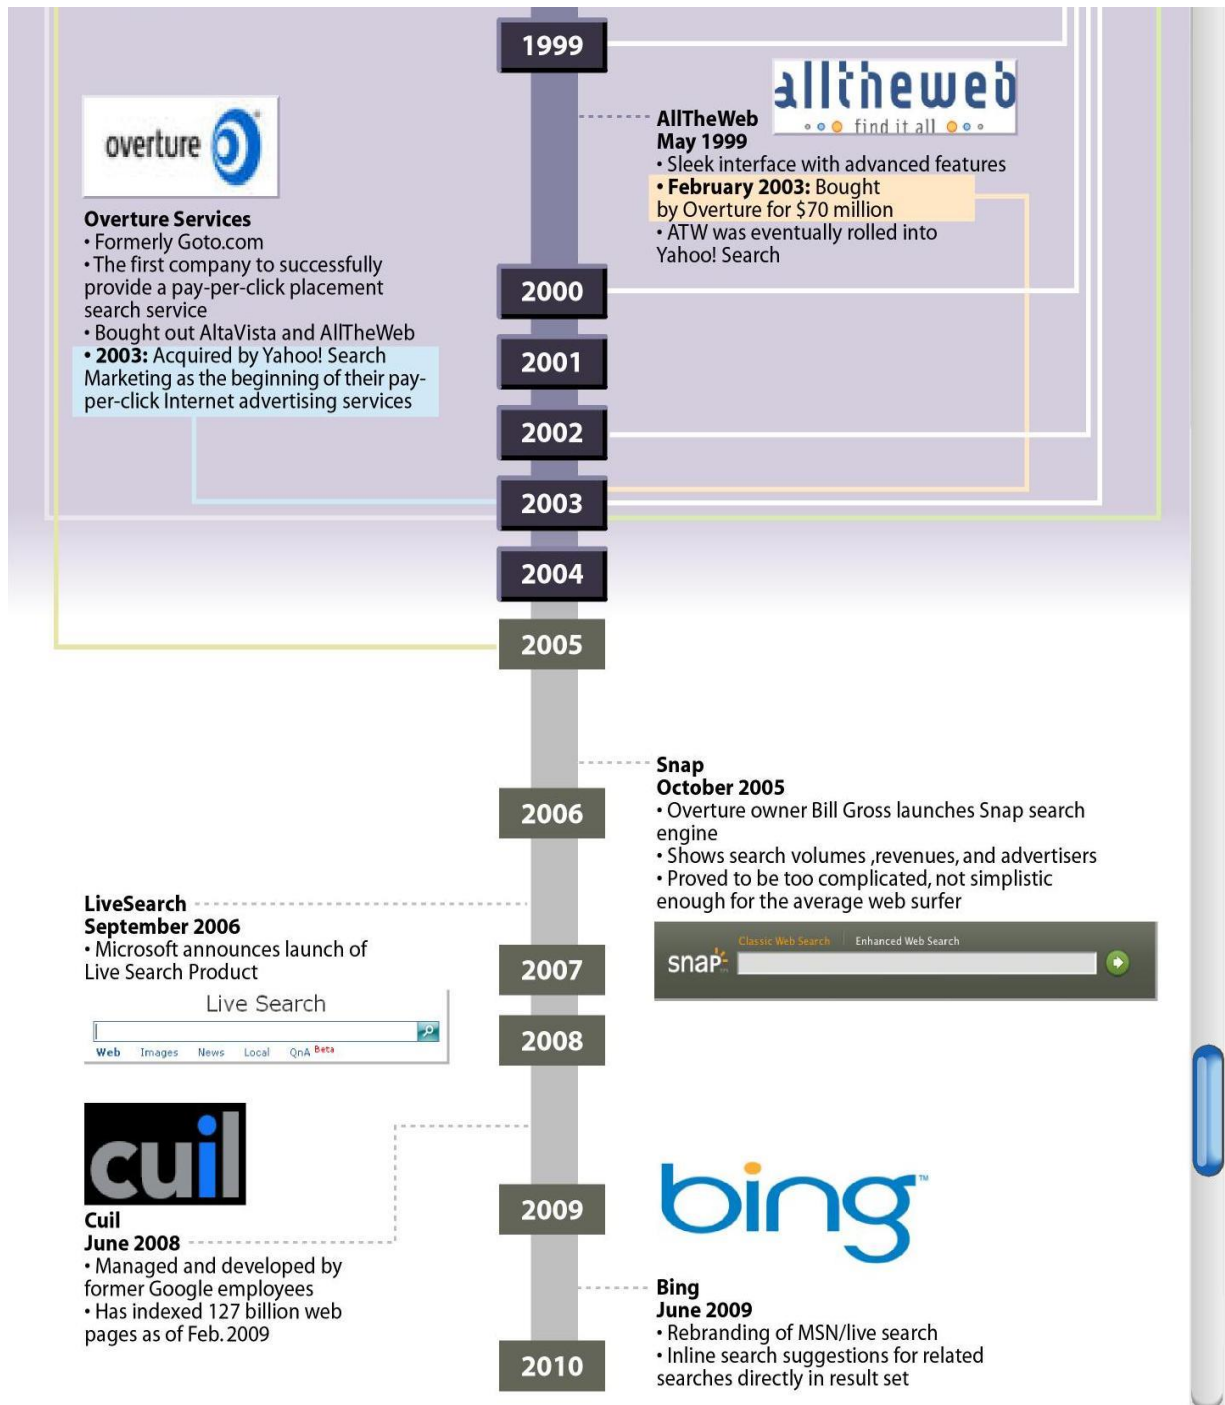 1999
alltheweb
find it all
AllTheWeb
May 1999
• Sleek interface with advanced features
• February 2003: Bought
by Overture for $70 million
• ATW was eventually rolled into
Yahoo! Search
overture
Overture Services
• Formerly Goto.com
• The first company to successfully
provide a pay-per-click placement
search service
• Bought out AltaVista and AllTheWeb
• 2003: Acquired by Yahoo! Search
Marketing as the beginning of their pay-
per-click Internet advertising services
2000
2001
2002
2003
2004
2005
Snap
October 2005
• Overture owner Bill Gross launches Snap search
engine
• Shows search volumes ,revenues, and advertisers
• Proved to be too complicated, not simplistic
enough for the average web surfer
Classic Web Search Enhanced Web Search
snap
2006
LiveSearch
September 2006
• Microsoft announces launch of
Live Search Product
Live Search
Web Images News Local QnA Beta
2007
2008
cuil
Cuil
June 2008
• Managed and developed by
former Google employees
• Has indexed 127 billion web
pages as of Feb. 2009
2009
bing™
Bing
June 2009
• Rebranding of MSN/live search
• Inline search suggestions for related
searches directly in result set
2010